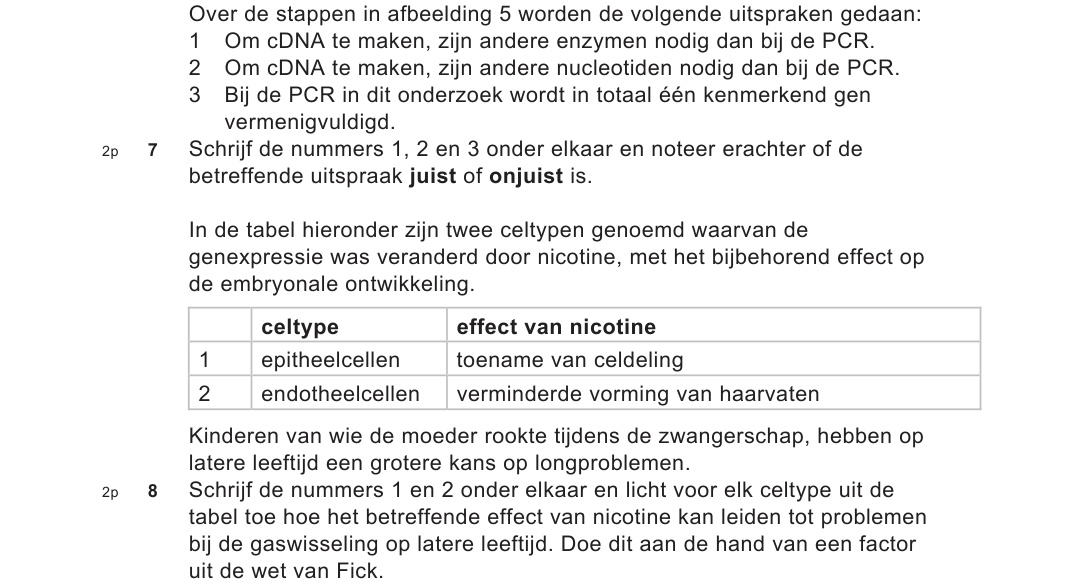 Over de stappen in afbeelding 5 worden de volgende uitspraken gedaan:
1 Om cDNA te maken, zijn andere enzymen nodig dan bij de PCR.
2 Om cDNA te maken, zijn andere nucleotiden nodig dan bij de PCR.
3 Bij de PCR in dit onderzoek wordt in totaal één kenmerkend gen
vermenigvuldigd.
2p 7 Schrijf de nummers 1, 2 en 3 onder elkaar en noteer erachter of de
betreffende uitspraak juist of onjuist is.
In de tabel hieronder zijn twee celtypen genoemd waarvan de
genexpressie was veranderd door nicotine, met het bijbehorend effect op
de embryonale ontwikkeling.
celtype effect van nicotine
1 epitheelcellen toename van celdeling
2 endotheelcellen verminderde vorming van haarvaten
Kinderen van wie de moeder rookte tijdens de zwangerschap, hebben op
latere leeftijd een grotere kans op longproblemen.
2p 8 Schrijf de nummers 1 en 2 onder elkaar en licht voor elk celtype uit de
tabel toe hoe het betreffende effect van nicotine kan leiden tot problemen
bij de gaswisseling op latere leeftijd. Doe dit aan de hand van een factor
uit de wet van Fick.